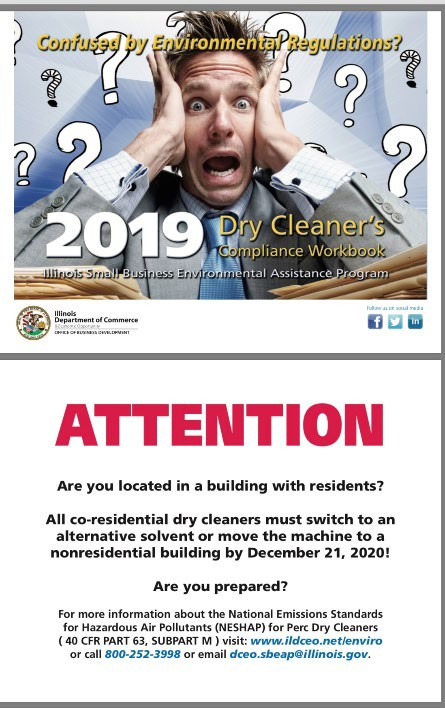 Confused by Environmental Regulations?
2019
Dry Cleaner's
Compliance Workbook
Illinois Small Business Environmental Assistance Program
Follow us on social media
Illinois
Department of Commerce
& Economic Opportunity
OFFICE OF BUSINESS DEVELOPMENT
ATTENTION
Are you located in a building with residents?
All co-residential dry cleaners must switch to an
alternative solvent or move the machine to a
nonresidential building by December 21, 2020!
Are you prepared?
For more information about the National Emissions Standards
for Hazardous Air Pollutants (NESHAP) for Perc Dry Cleaners
( 40 CFR PART 63, SUBPART M ) visit: www.ildceo.net/enviro
or call 800-252-3998 or email dceo.sbeap@illinois.gov.